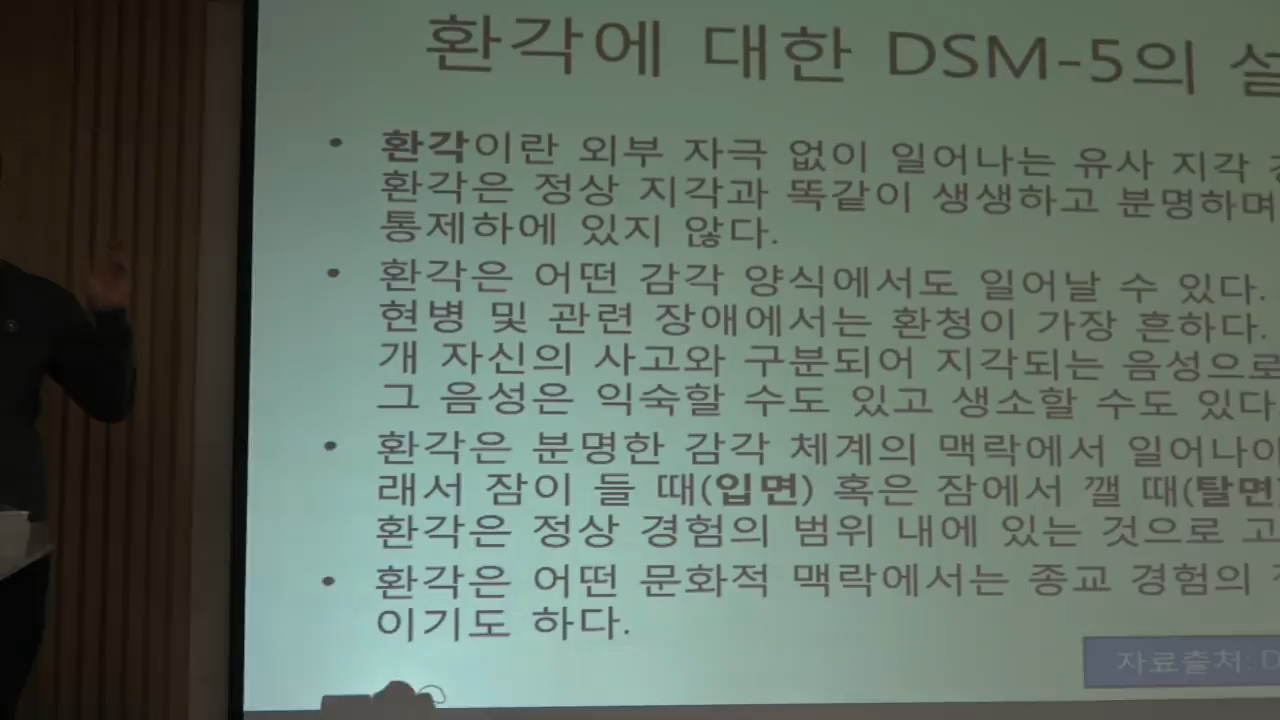 환각에 대한 DSM-5의
• 환각이란 외부 자극 없이 일어나는 유사 지각
환각은 정상 지각과 똑같이 생생하고 분명하며
통제하에 있지 않다.
• 환각은 어떤 감각 양식에서도 일어날 수 있다.
현병 및 관련 장애에서는 환청이 가장 흔하다.
개 자신의 사고와 구분되어 지각되는 음성으로
그 음성은 익숙할 수도 있고 생소할 수도 있다
• 환각은 분명한 감각 체계의 맥락에서 일어나야
래서 잠이 들 때(입면) 혹은 잠에서 깰 때(탈면)
환각은 정상 경험의 범위 내에 있는 것으로 고
• 환각은 어떤 문화적 맥락에서는 종교 경험의
이기도 하다.
자료출처: D